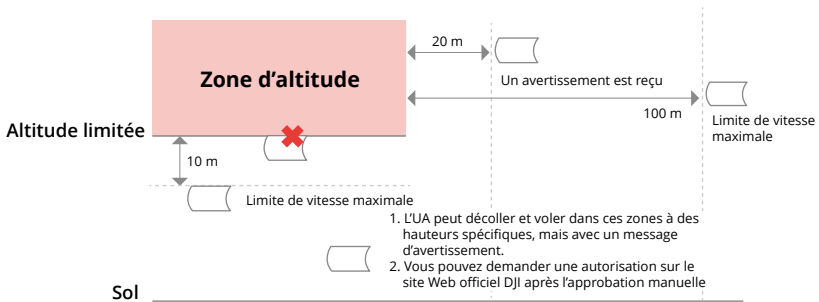 20 m
Zone d’altitude
Un avertissement est reçu
100 m
Limite de vitesse
maximale
Altitude limitée
10 m
Limite de vitesse maximale
1. L’UA peut décoller et voler dans ces zones à des
hauteurs spécifiques, mais avec un message
d’avertissement.
2. Vous pouvez demander une autorisation sur le
site Web officiel DJI après l’approbation manuelle
Sol